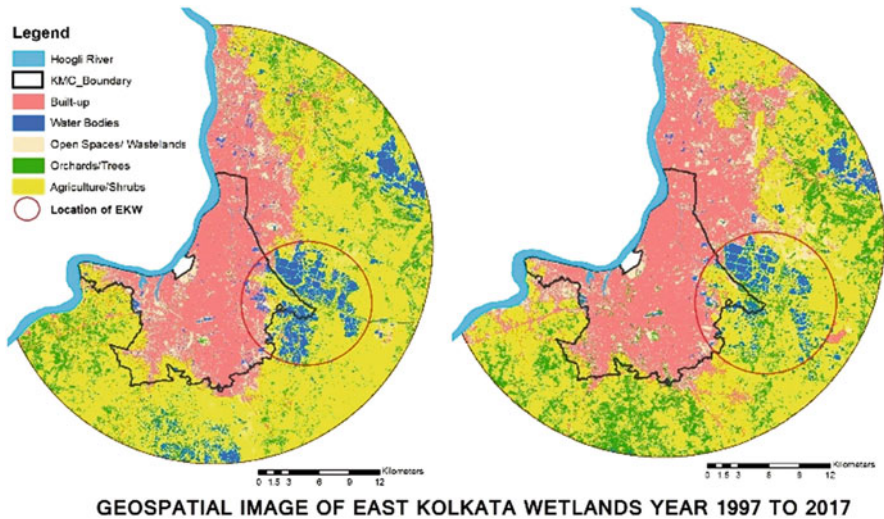 Legend
Hoogli River
KMC_Boundary
Built-up
Water Bodies
Open Spaces/ Wastelands
Orchards/Trees
Agriculture/Shrubs
Location of EKW
Kilometers
0 1.5 3 6 9 12
Kilometers
0 1.5 3 6 9 12
GEOSPATIAL IMAGE OF EAST KOLKATA WETLANDS YEAR 1997 TO 2017